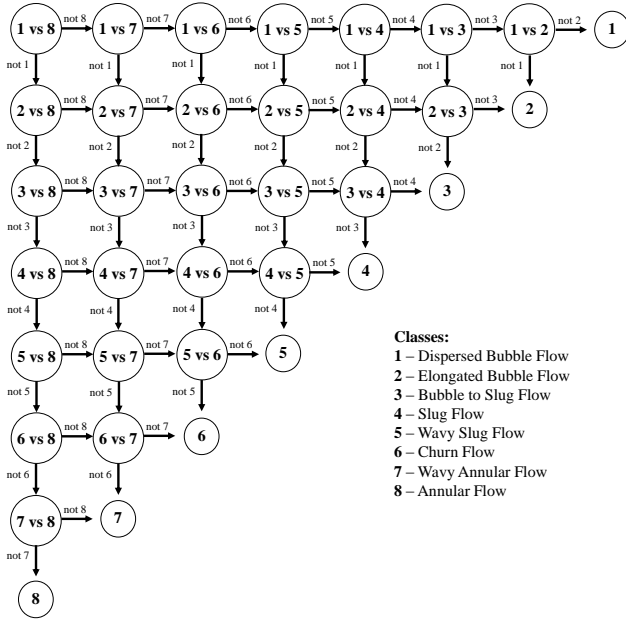 1 vs 8 not 8 1 vs 7 not 7 1 vs 6 not 6 1 vs 5 not 5 1 vs 4 not 4 1 vs 3 not 3 1 vs 2 not 2 1
not 1 not 1 not 1 not 1 not 1 not 1 not 1
2 vs 8 not 8 2 vs 7 not 7 2 vs 6 not 6 2 vs 5 not 5 2 vs 4 not 4 2 vs 3 not 3 2
not 2 not 2 not 2 not 2 not 2 not 2
3 vs 8 not 8 3 vs 7 not 7 3 vs 6 not 6 3 vs 5 not 5 3 vs 4 not 4 3
not 3 not 3 not 3 not 3 not 3
4 vs 8 not 8 4 vs 7 not 7 4 vs 6 not 6 4 vs 5 not 5 4
not 4 not 4 not 4 not 4
5 vs 8 not 8 5 vs 7 not 7 5 vs 6 not 6 5
not 5 not 5 not 5
6 vs 8 not 8 6 vs 7 not 7 6
not 6 not 6
7 vs 8 not 8 7
not 7
8
Classes:
1 – Dispersed Bubble Flow
2 – Elongated Bubble Flow
3 – Bubble to Slug Flow
4 – Slug Flow
5 – Wavy Slug Flow
6 – Churn Flow
7 – Wavy Annular Flow
8 – Annular Flow